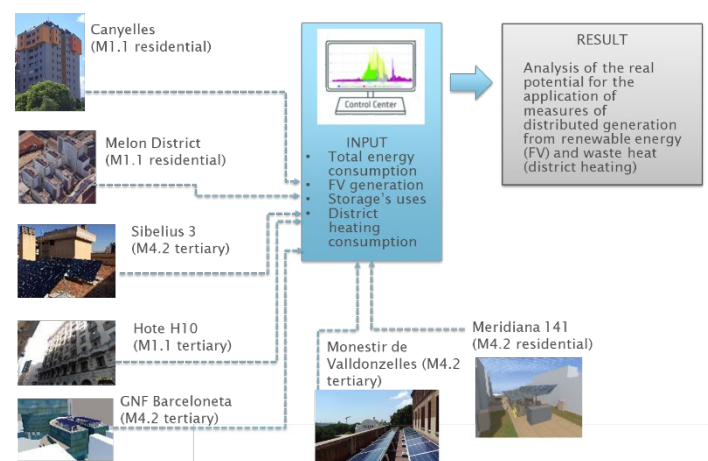 Canyelles
(M1.1 residential)
Melon District
(M1.1 residential)
Sibelius 3
(M4.2 tertiary)
Hote H10
(M1.1 tertiary)
GNF Barceloneta
(M4.2 tertiary)
Control Center
INPUT
• Total energy
consumption
• FV generation
• Storage's uses
• District
heating
consumption
RESULT
Analysis of the real
potential for the
application of
measures of
distributed generation
from renewable energy
(FV) and waste heat
(district heating)
Monestir de
Valldonzelles (M4.2
tertiary)
Meridiana 141
(M4.2 residential)